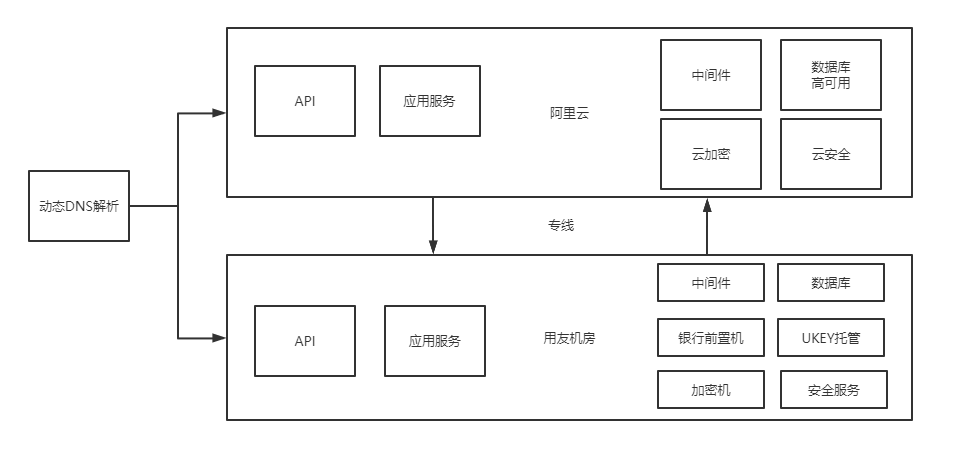 中间件
数据库
高可用
API
应用服务
阿里云
云加密
云安全
动态DNS解析
专线
中间件
数据库
API
应用服务
用友机房
银行前置机
UKEY托管
加密机
安全服务